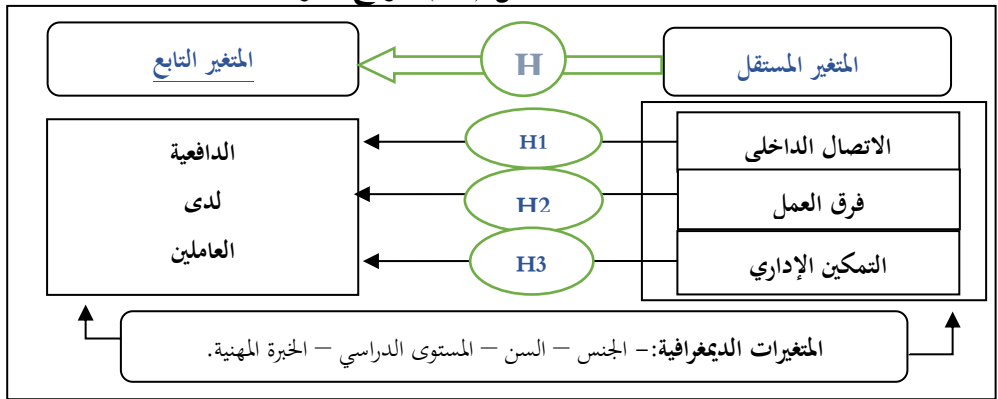 المتغير المستقل
H
المتغير التابع
الاتصال الداخلى
H1
الدافعية
فرق العمل
H2
لدى
التمكين الإداري
H3
العاملين
المتغيرات الديمغرافية:– الجنس – السن – المستوى الدراسي – الخبرة المهنية.